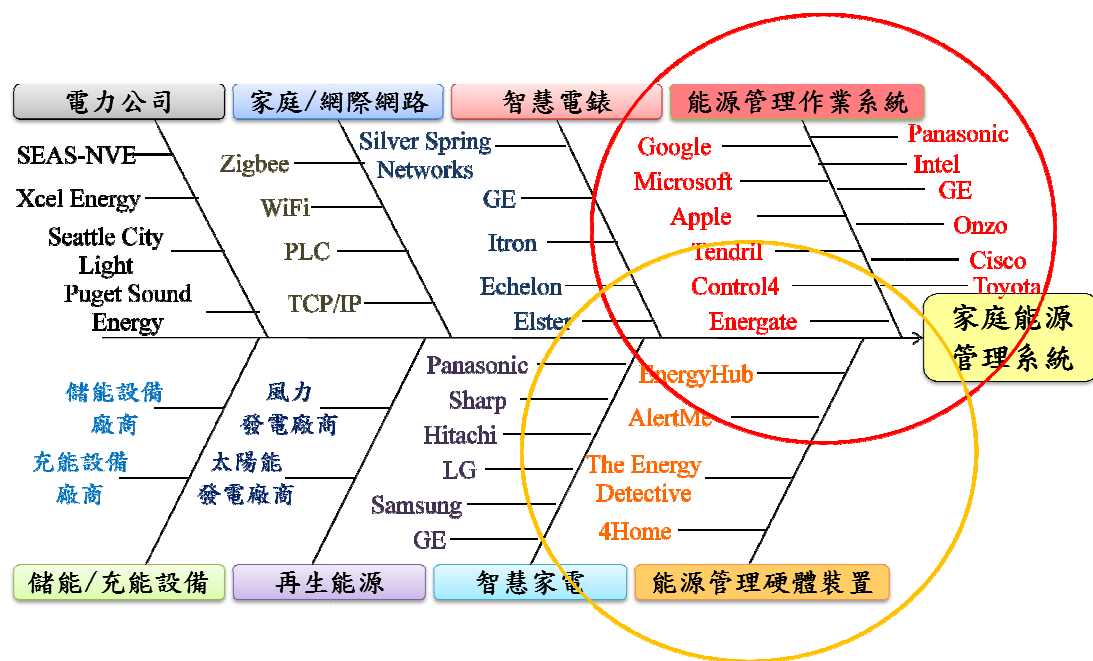 電力公司
家庭/網際網路
智慧電錶
能源管理作業系統
SEAS-NVE
Xcel Energy
Seattle City
Light
Puget Sound
Energy
Zigbee
WiFi
PLC
TCP/IP
Silver Spring
Networks
GE
Itron
Echelon
Elster
Google
Microsoft
Apple
Tendril
Control4
Energate
Panasonic
Intel
GE
Onzo
Cisco
Toyota
家庭能源
管理系統
儲能設備
廠商
充能設備
廠商
風力
發電廠商
太陽能
發電廠商
Panasonic
Sharp
Hitachi
LG
Samsung
GE
EnergyHub
AlertMe
The Energy
Detective
4Home
儲能/充能設備
再生能源
智慧家電
能源管理硬體裝置